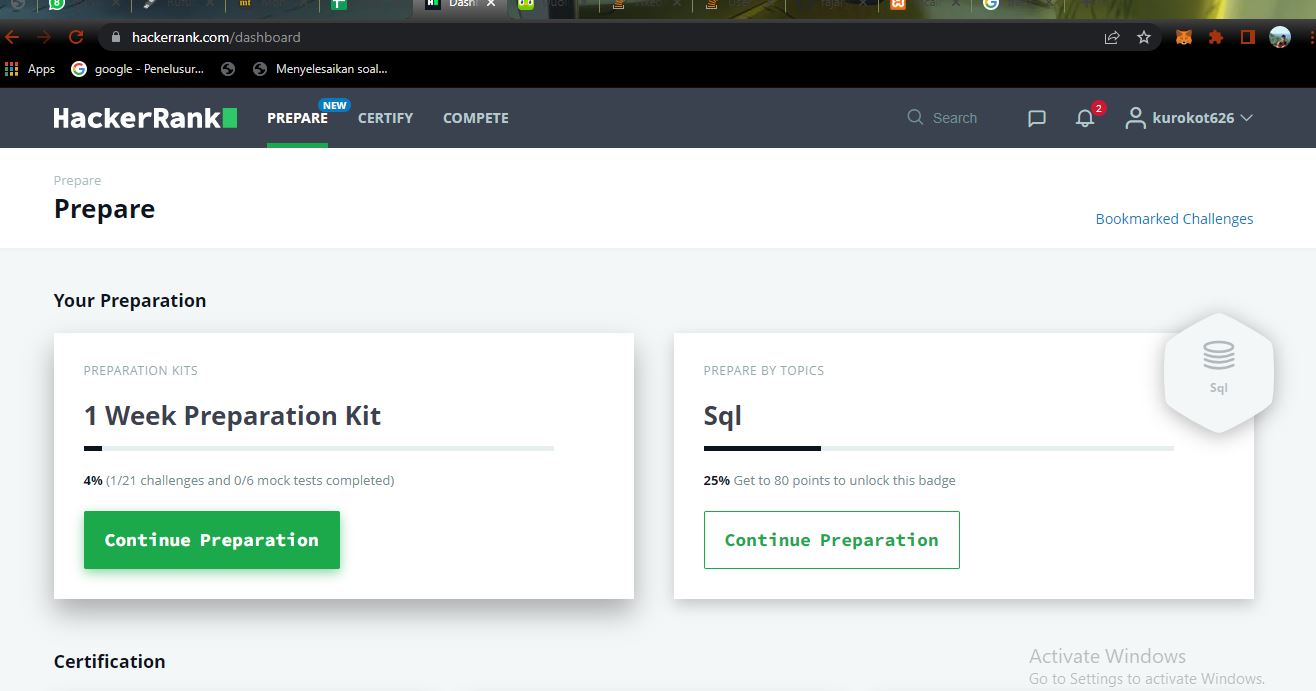 Dash
hackerrank.com/dashboard
Apps
google - Penelusur...
Menyelesaikan soal...
HackerRank
PREPARE
NEW
CERTIFY
COMPETE
Search
2
kurokot626
Prepare
Prepare
Bookmarked Challenges
Your Preparation
PREPARATION KITS
1 Week Preparation Kit
4% (1/21 challenges and 0/6 mock tests completed)
Continue Preparation
PREPARE BY TOPICS
Sql
Sql
25% Get to 80 points to unlock this badge
Continue Preparation
Certification
Activate Windows
Go to Settings to activate Windows.